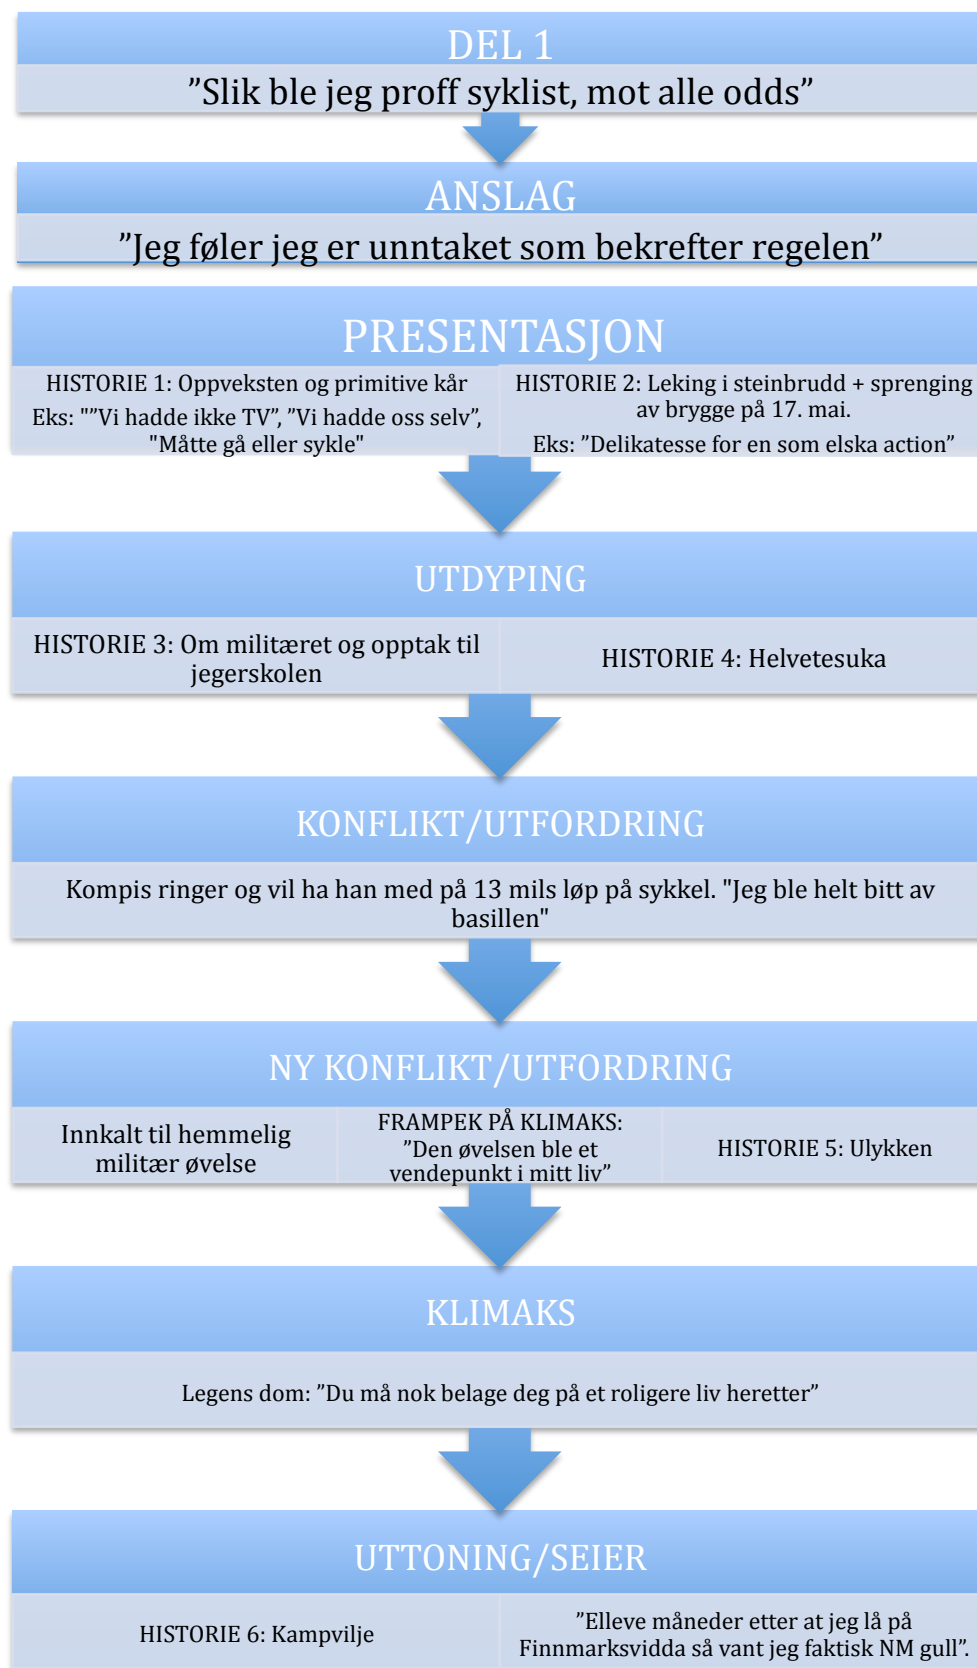 DEL 1
”Slik ble jeg proff syklist, mot alle odds”
ANSLAG
”Jeg føler jeg er unntaket som bekrefter regelen”
PRESENTASJON
HISTORIE 1: Oppveksten og primitive kår
Eks: "”Vi hadde ikke TV”, ”Vi hadde oss selv”,
"Måtte gå eller sykle"
HISTORIE 2: Leking i steinbrudd + sprenging
av brygge på 17. mai.
Eks: ”Delikatesse for en som elska action”
UTDYPING
HISTORIE 3: Om militæret og opptak til
jegerskolen
HISTORIE 4: Helvetesuka
KONFLIKT/UTFORDRING
Kompis ringer og vil ha han med på 13 mils løp på sykkel. "Jeg ble helt bitt av
basillen"
NY KONFLIKT/UTFORDRING
Innkalt til hemmelig
militær øvelse
FRAMPEK PÅ KLIMAKS:
”Den øvelsen ble et
vendepunkt i mitt liv”
HISTORIE 5: Ulykken
KLIMAKS
Legens dom: ”Du må nok belage deg på et roligere liv heretter”
UTTONING/SEIER
HISTORIE 6: Kampvilje
”Elleve måneder etter at jeg lå på
Finnmarksvidda så vant jeg faktisk NM gull”.